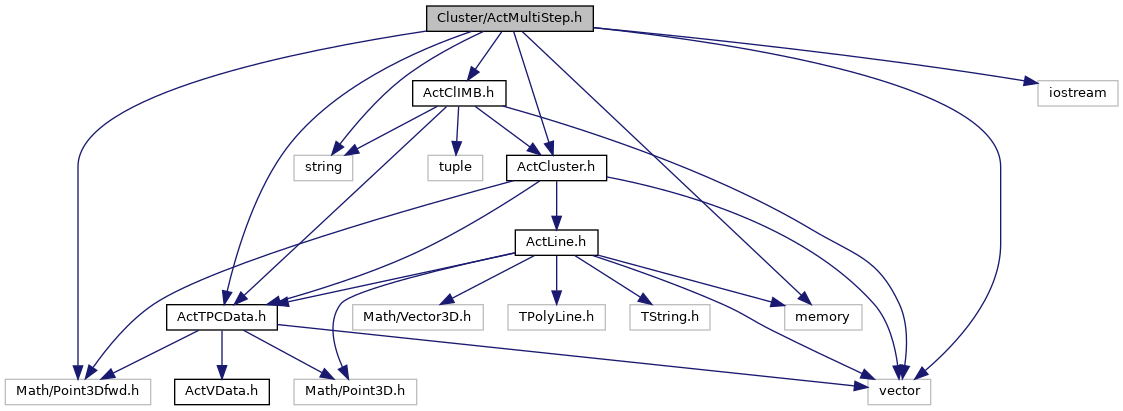 Cluster/ActMultiStep.h
ActClIMB.h
iostream
string
tuple
ActCluster.h
ActLine.h
ActTPCData.h
Math/Vector3D.h
TPolyLine.h
TString.h
memory
Math/Point3Dfwd.h
ActVData.h
Math/Point3D.h
vector